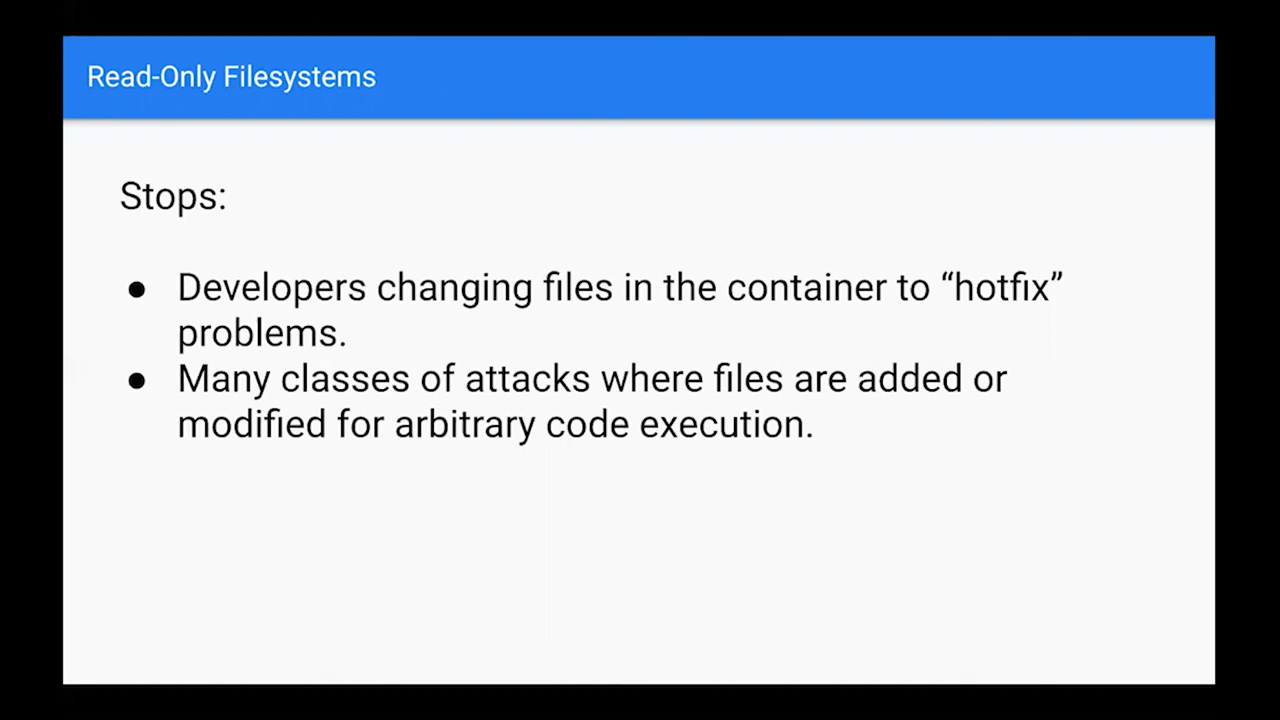 Read-Only Filesystems
Stops:
● Developers changing files in the container to “hotfix”
problems.
● Many classes of attacks where files are added or
modified for arbitrary code execution.